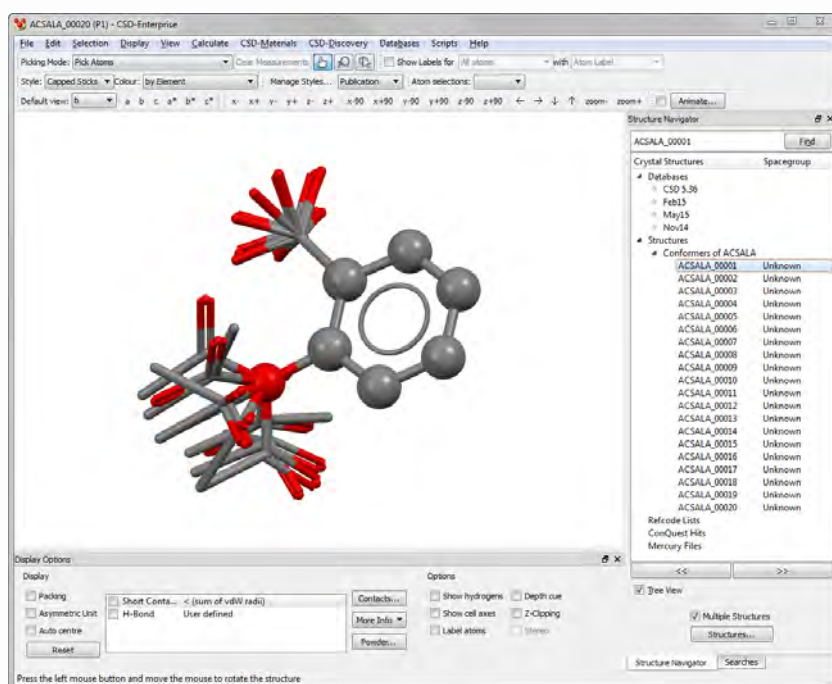 ACSALA_00020 (P1) - CSD-Enterprise
File Edit Selection Display View Calculate CSD-Materials CSD-Discovery Databases Scripts Help
Picking Mode: Pick Atoms Clear Measurements Show Labels for All atoms with Atom Label
Style: Capped Sticks Colour: by Element Manage Styles... Publication Atom selections:
Default view: b a b c a* b* c* x- x+ y- y+ z- z+ x-90 x+90 y-90 y+90 z-90 z+90 ← → ↓ ↑ zoom- zoom+ Animate...
Structure Navigator
ACSALA_00001 Find
Crystal Structures Spacegroup
Databases
CSD 5.36
Feb15
May15
Nov14
Structures
Conformers of ACSALA
ACSALA_00001 Unknown
ACSALA_00002 Unknown
ACSALA_00003 Unknown
ACSALA_00004 Unknown
ACSALA_00005 Unknown
ACSALA_00006 Unknown
ACSALA_00007 Unknown
ACSALA_00008 Unknown
ACSALA_00009 Unknown
ACSALA_00010 Unknown
ACSALA_00011 Unknown
ACSALA_00012 Unknown
ACSALA_00013 Unknown
ACSALA_00014 Unknown
ACSALA_00015 Unknown
ACSALA_00016 Unknown
ACSALA_00017 Unknown
ACSALA_00018 Unknown
ACSALA_00019 Unknown
ACSALA_00020 Unknown
Refcode Lists
ConQuest Hits
Mercury Files
<< >>
Tree View
Multiple Structures
Structures...
Structure Navigator Searches
Display Options
Display Options
Packing Short Conta... < (sum of vdW radii) Contacts... Show hydrogens Depth cue
Asymmetric Unit H-Bond User defined More Info Show cell axes Z-Clipping
Auto centre Label atoms Stereo
Reset Powder...
Press the left mouse button and move the mouse to rotate the structure